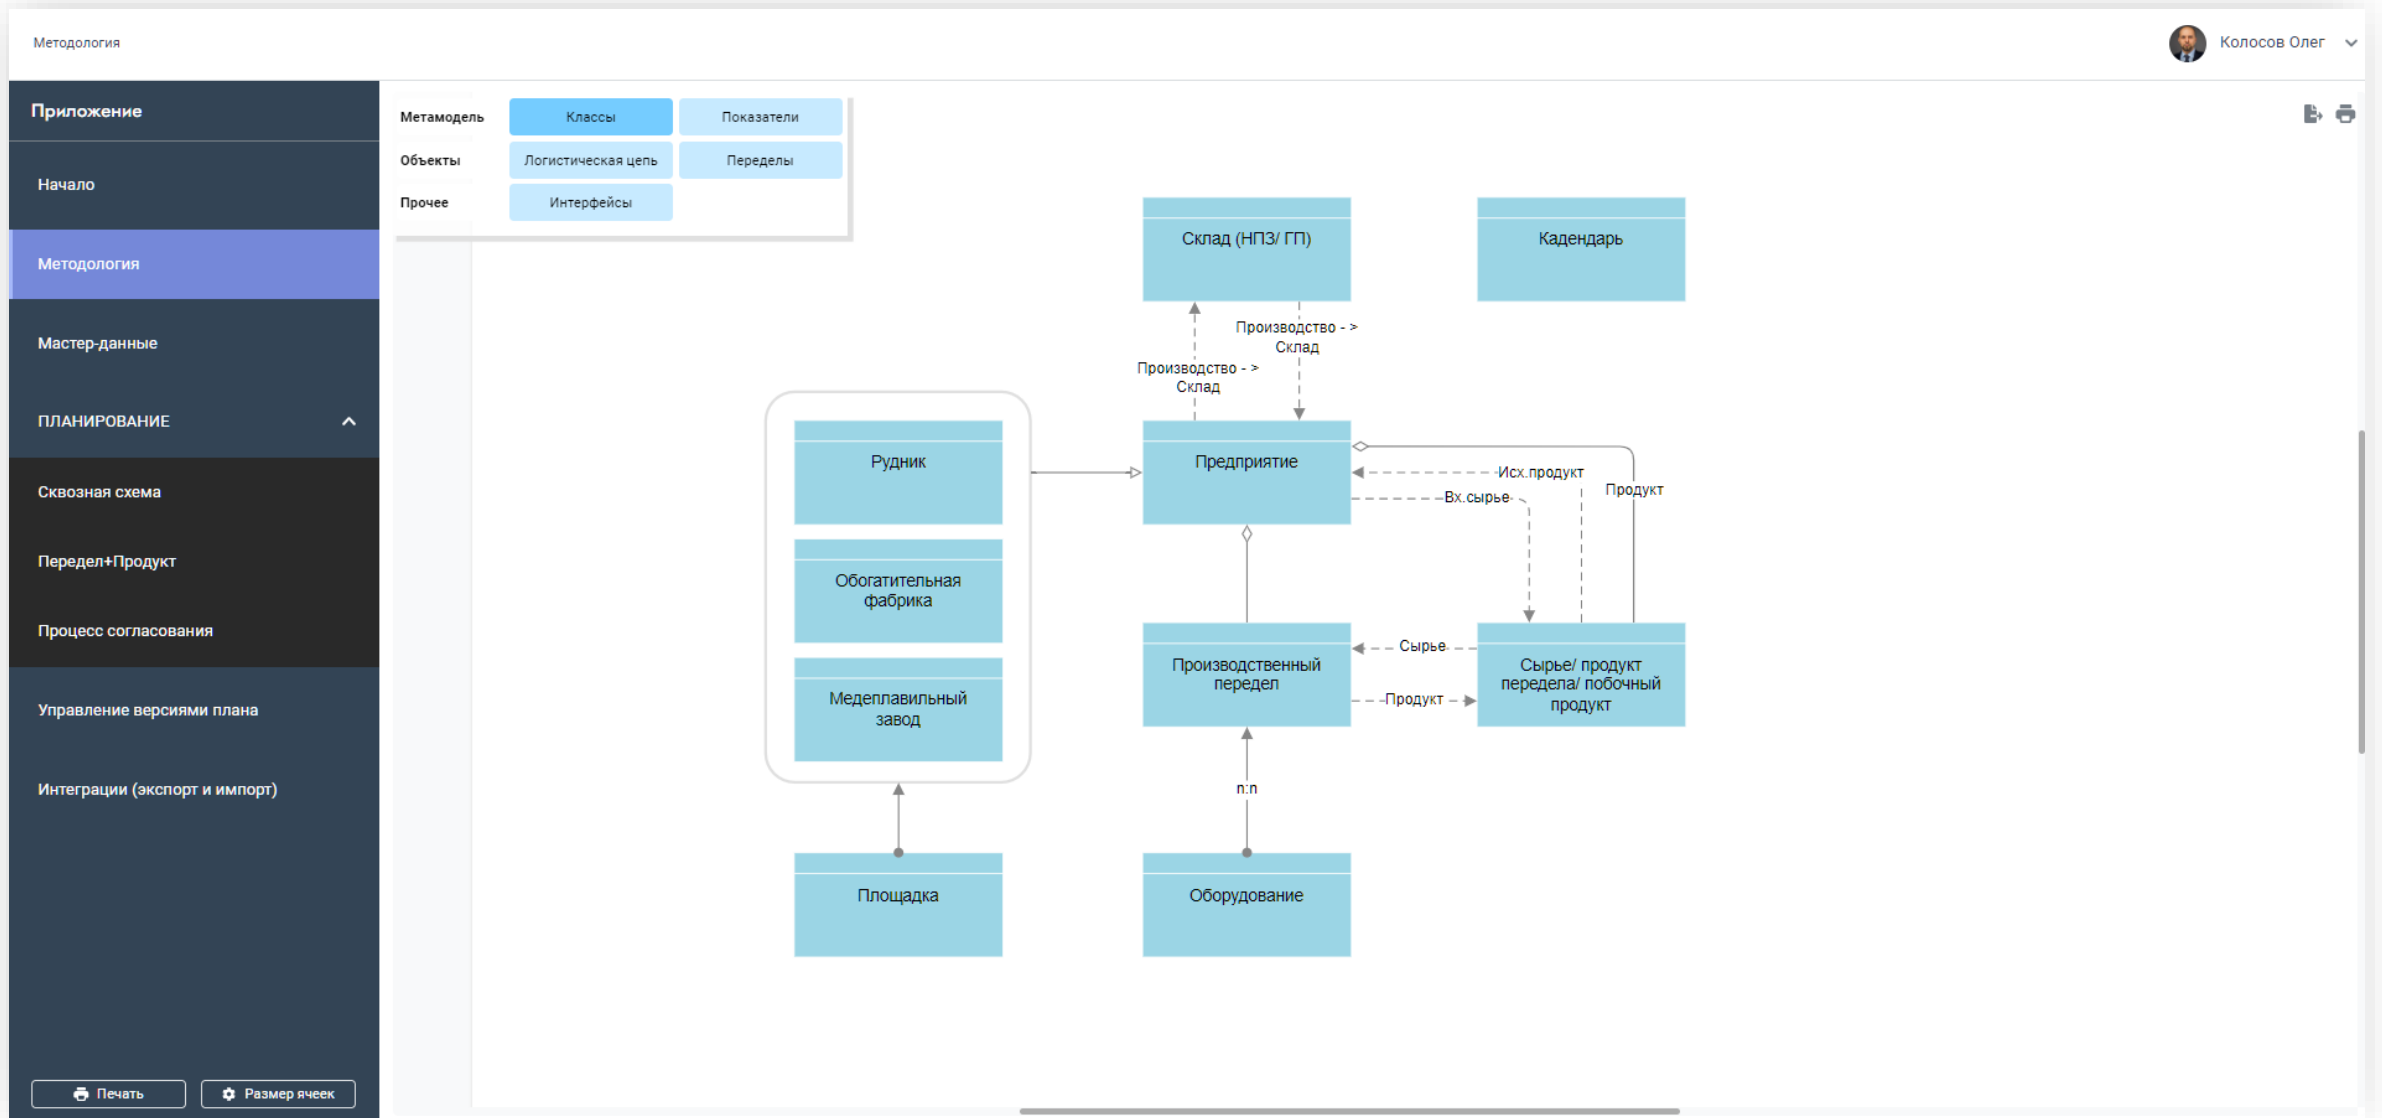 Методология
Колосов Олег
Приложение
Начало
Методология
Мастер-данные
ПЛАНИРОВАНИЕ
Сквозная схема
Передел+Продукт
Процесс согласования
Управление версиями плана
Интеграции (экспорт и импорт)
Печать
Размер ячеек
Метамодель
Классы
Показатели
Объекты
Логистическая цепь
Переделы
Прочее
Интерфейсы
Склад (НПЗ/ ГП)
Кадендарь
Производство - >
Склад
Производство - >
Склад
Рудник
Предприятие
Исх.продукт
Вх.сырье
Продукт
Обогатительная
фабрика
Медеплавильный
завод
Производственный
передел
Сырье
Продукт
Сырье/ продукт
передела/ побочный
продукт
n:n
Площадка
Оборудование